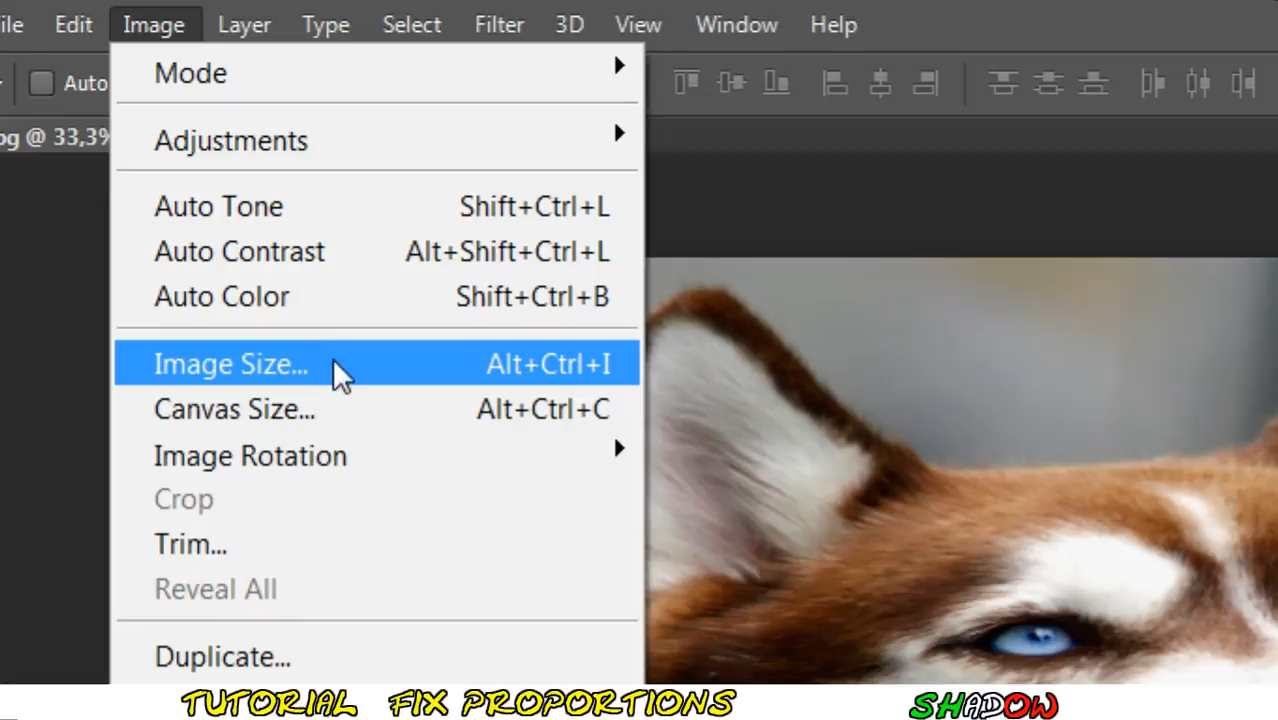 ile Edit Image Layer Type Select Filter 3D View Window Help
Auto
pg @ 33,3%
Mode
Adjustments
Auto Tone Shift+Ctrl+L
Auto Contrast Alt+Shift+Ctrl+L
Auto Color Shift+Ctrl+B
Image Size... Alt+Ctrl+I
Canvas Size... Alt+Ctrl+C
Image Rotation
Crop
Trim...
Reveal All
Duplicate...
TUTORIAL FIX PROPORTIONS SHADOW